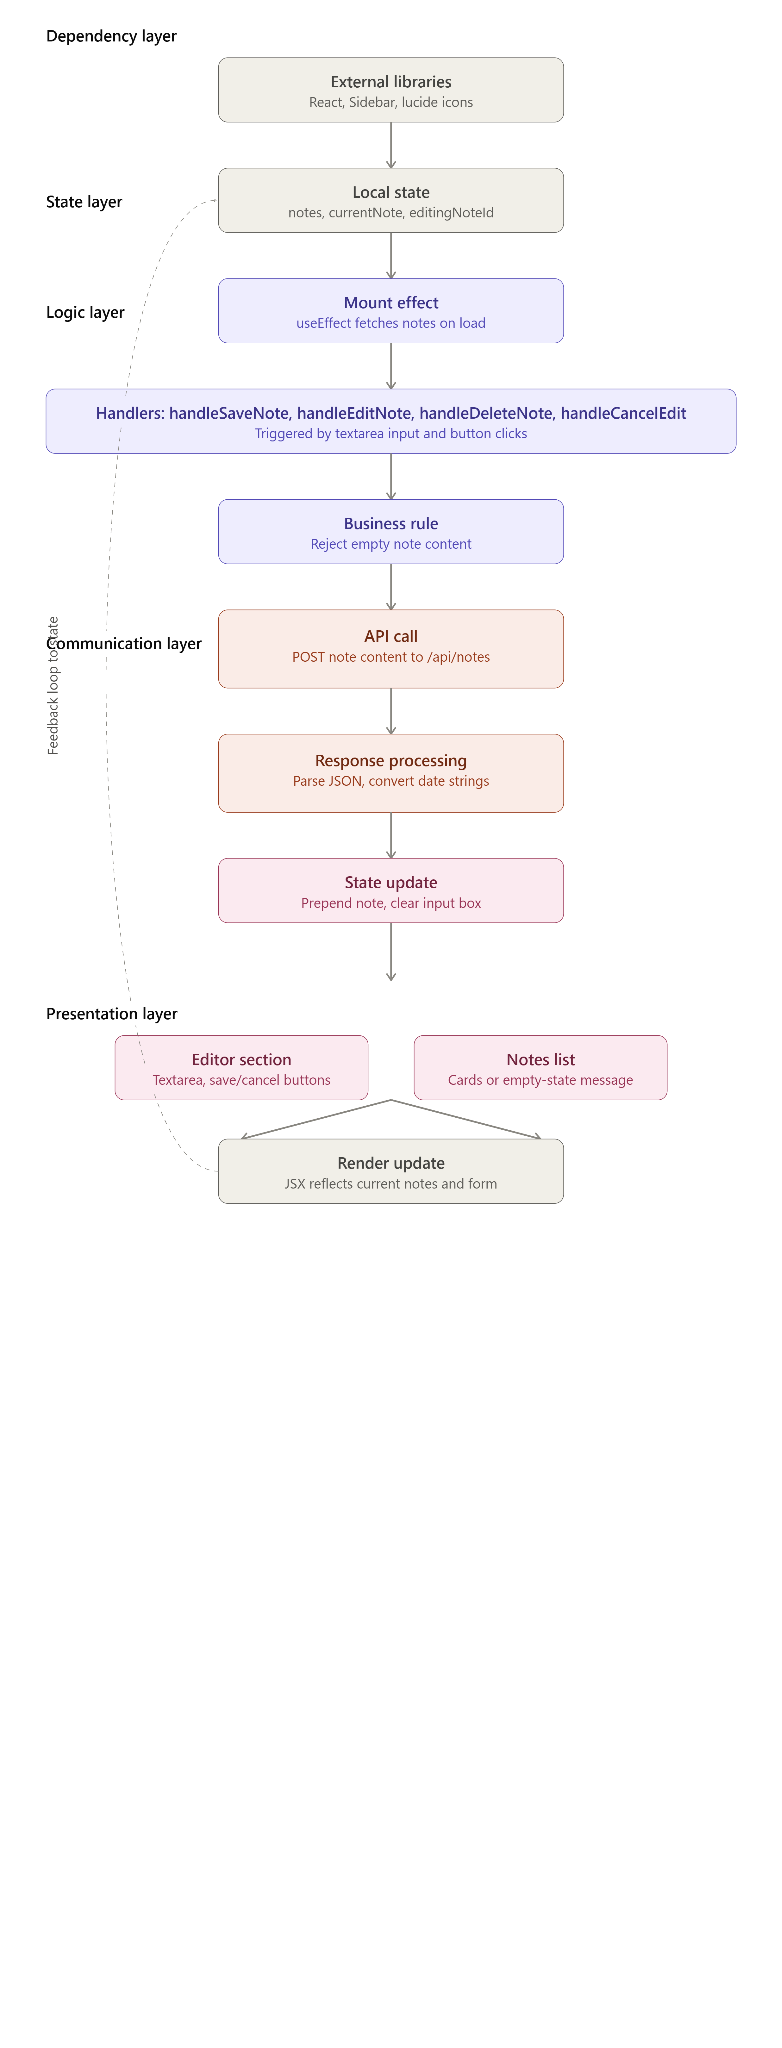 Dependency layer
External libraries
React, Sidebar, lucide icons
State layer
Local state
notes, currentNote, editingNoteId
Logic layer
Mount effect
useEffect fetches notes on load
Handlers: handleSaveNote, handleEditNote, handleDeleteNote, handleCancelEdit
Triggered by textarea input and button clicks
Business rule
Reject empty note content
Communication layer
API call
POST note content to /api/notes
Feedback loop to state
Response processing
Parse JSON, convert date strings
State update
Prepend note, clear input box
Presentation layer
Editor section
Textarea, save/cancel buttons
Notes list
Cards or empty-state message
Render update
JSX reflects current notes and form